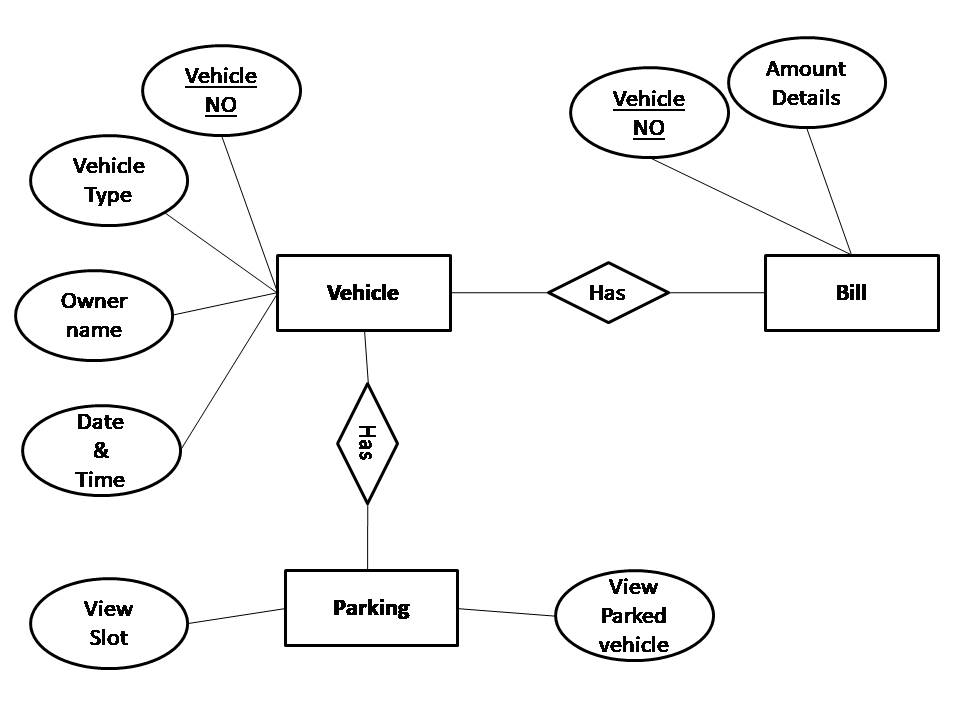 Vehicle
NO
Vehicle
Type
Owner
name
Date
&
Time
Vehicle
Has
Bill
Vehicle
NO
Amount
Details
Has
Parking
View
Slot
View
Parked
vehicle